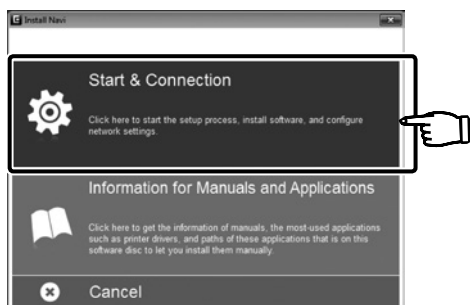 Install Navi
Start & Connection
Click here to start the setup process, install software, and configure
network settings.
Information for Manuals and Applications
Click here to get the information of manuals, the most-used applications
such as printer drivers, and paths of these applications that is on this
software disc to let you install them manually.
Cancel